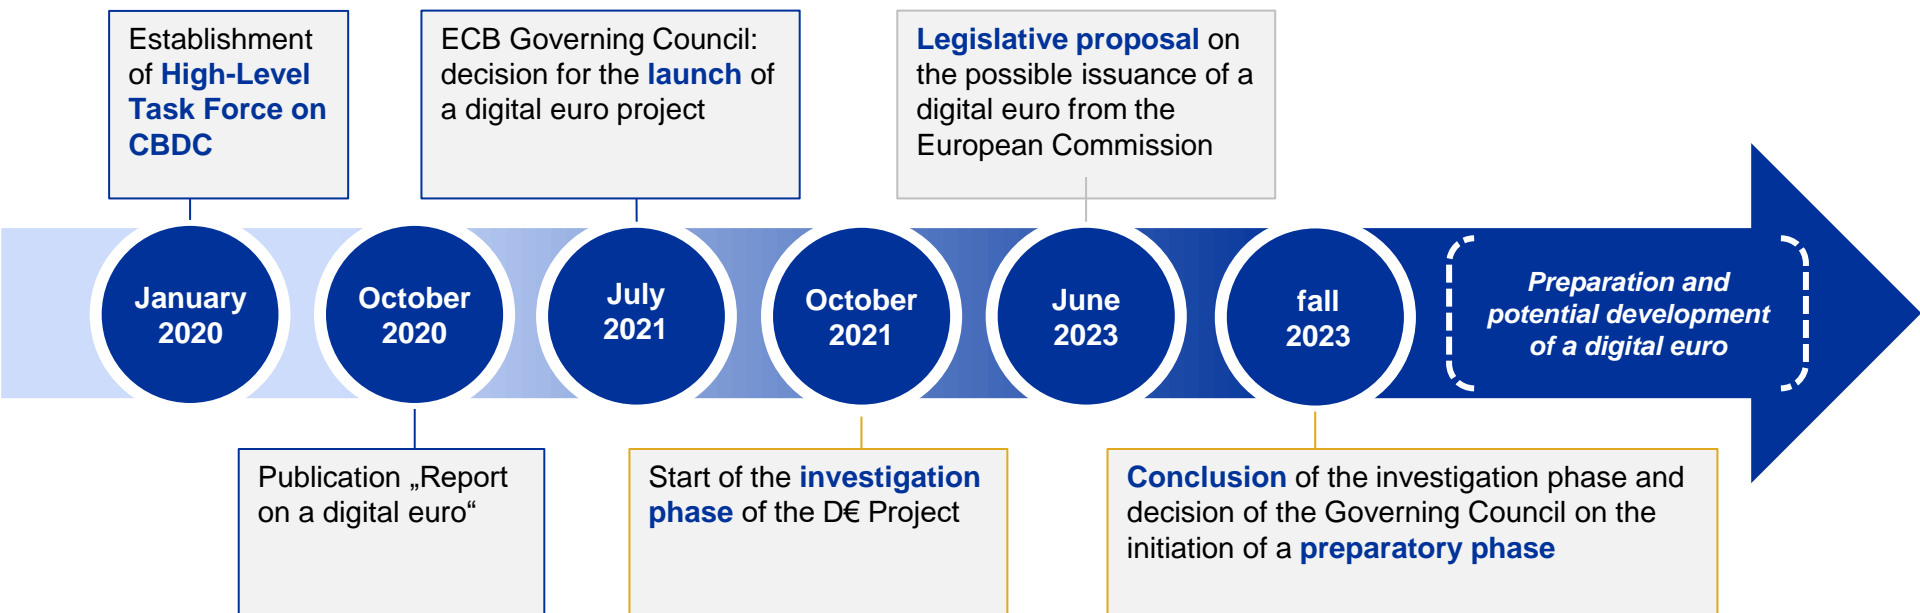 Establishment
of High-Level
Task Force on
CBDC
ECB Governing Council:
decision for the launch of
a digital euro project
Legislative proposal on
the possible issuance of a
digital euro from the
European Commission
January
2020
October
2020
July
2021
October
2021
June
2023
fall
2023
Preparation and
potential development
of a digital euro
Publication „Report
on a digital euro“
Start of the investigation
phase of the D€ Project
Conclusion of the investigation phase and
decision of the Governing Council on the
initiation of a preparatory phase